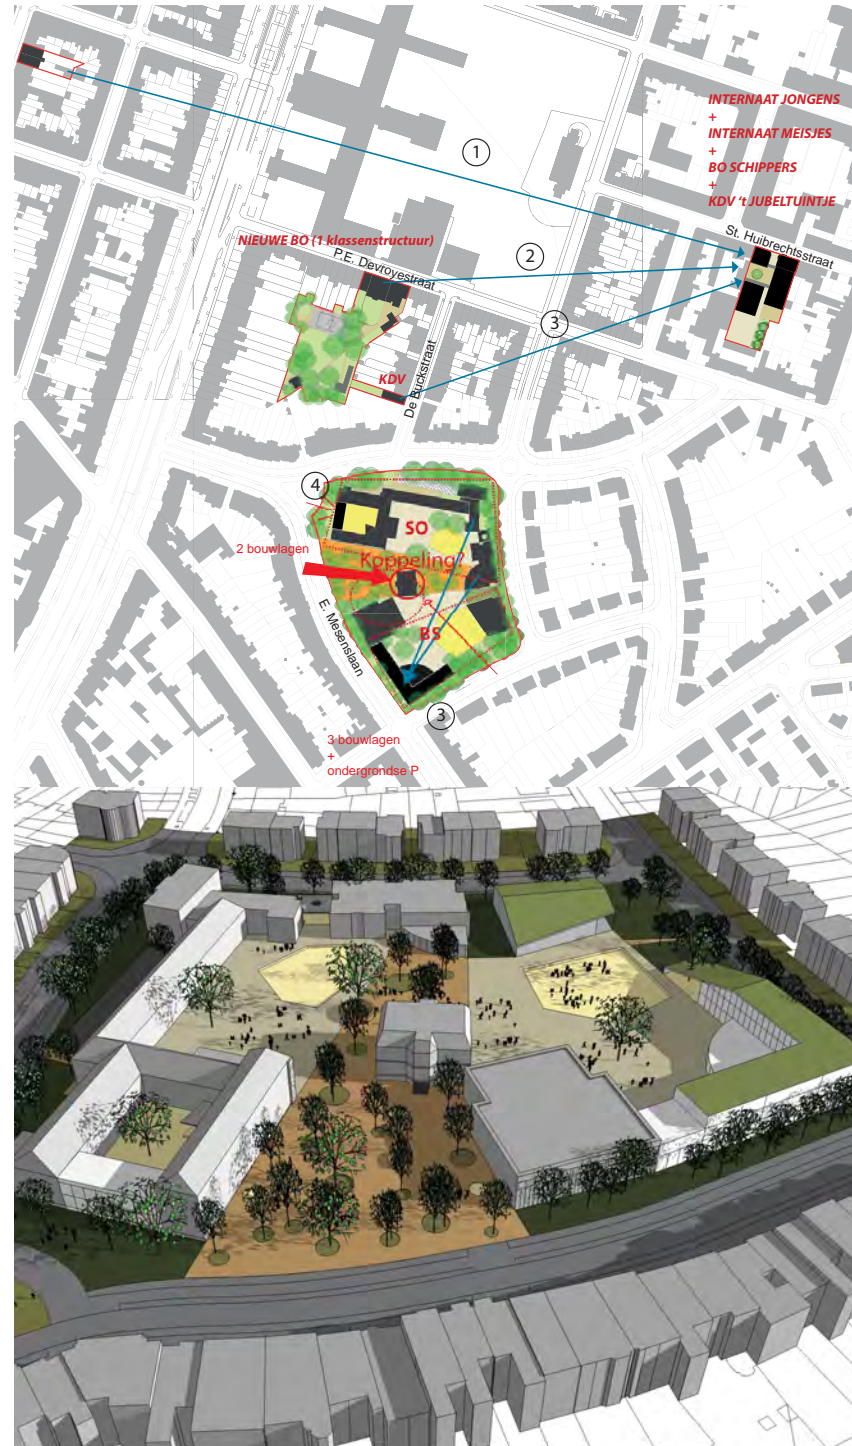 INTERNAAT JONGENS
+
INTERNAAT MEISJES
+
BO SCHIPPERS
+
KDV ‘t JUBELTUINTJE
1
St. Huibrechtsstraat
NIEUWE BO (1 klassenstructuur)
P.E. Devroyestraat
2
3
KDV
De Buckstraat
4
SO
2 bouwlagen
Koppeling?
E. Mesenslaan
BS
3
3 bouwlagen
+
ondergrondse P